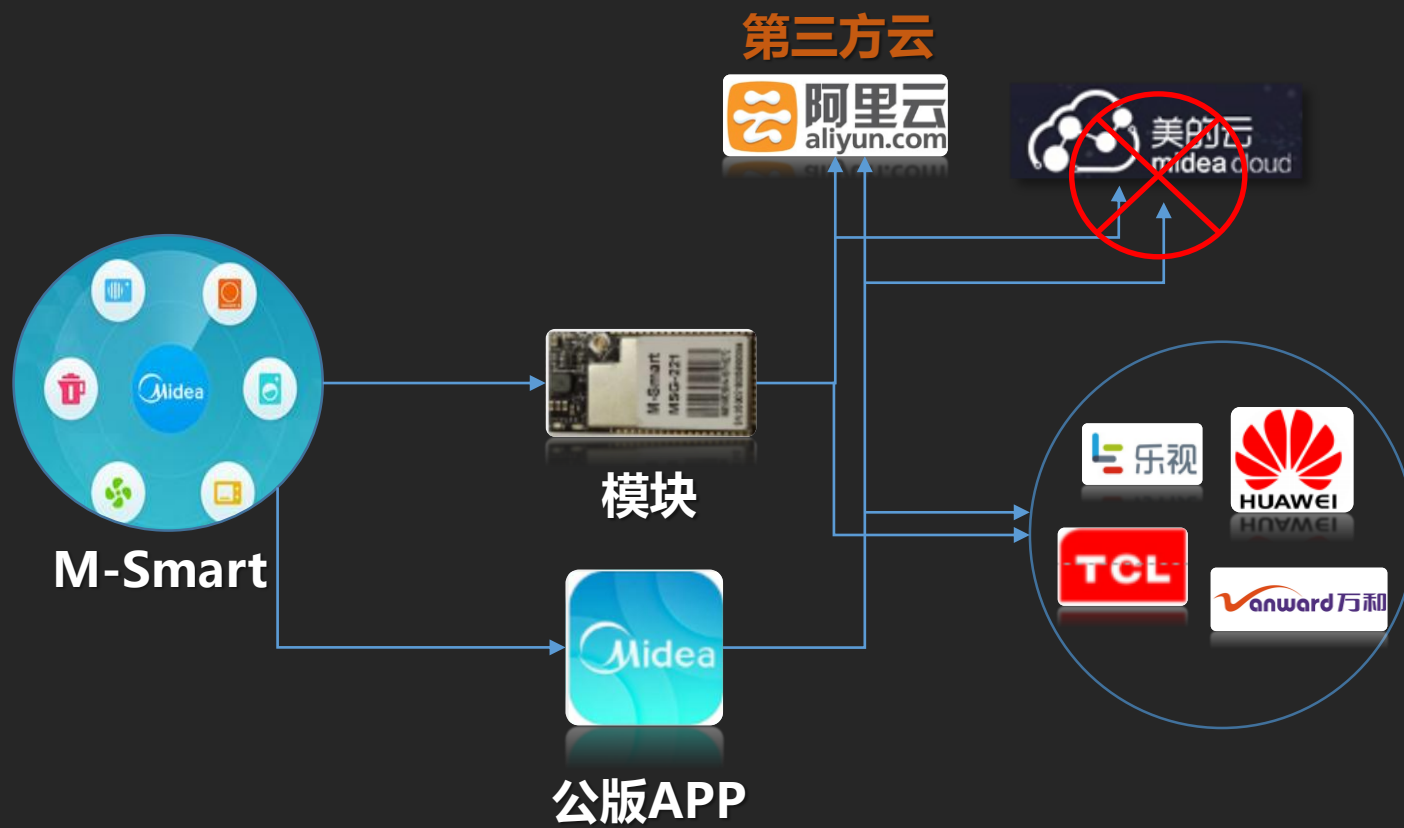 第三方云
阿里云
aliyun.com
美的云
midea cloud
Midea
M-Smart
M-Smart
MSG-221
模块
Midea
公版APP
乐视
HUAWEI
TCL
Vanward万和